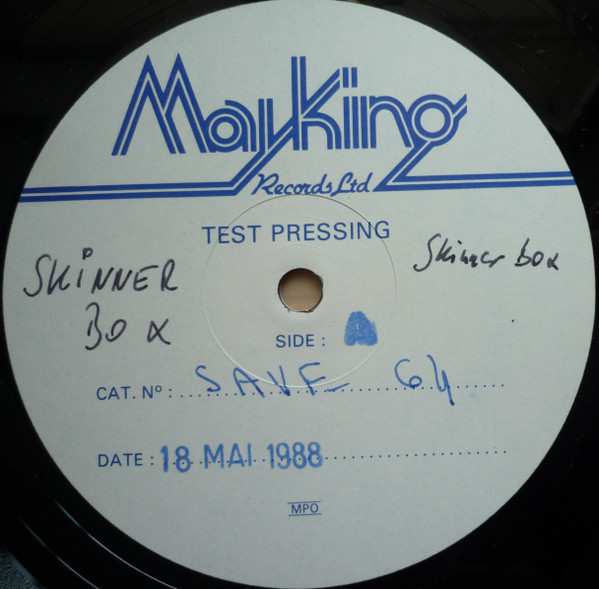 Mayking
Records Ltd
TEST PRESSING
SKINNER
BOX
Skinner box
SIDE : A
CAT. Nº : SAVE 64
DATE : 18 MAI 1988
MPO